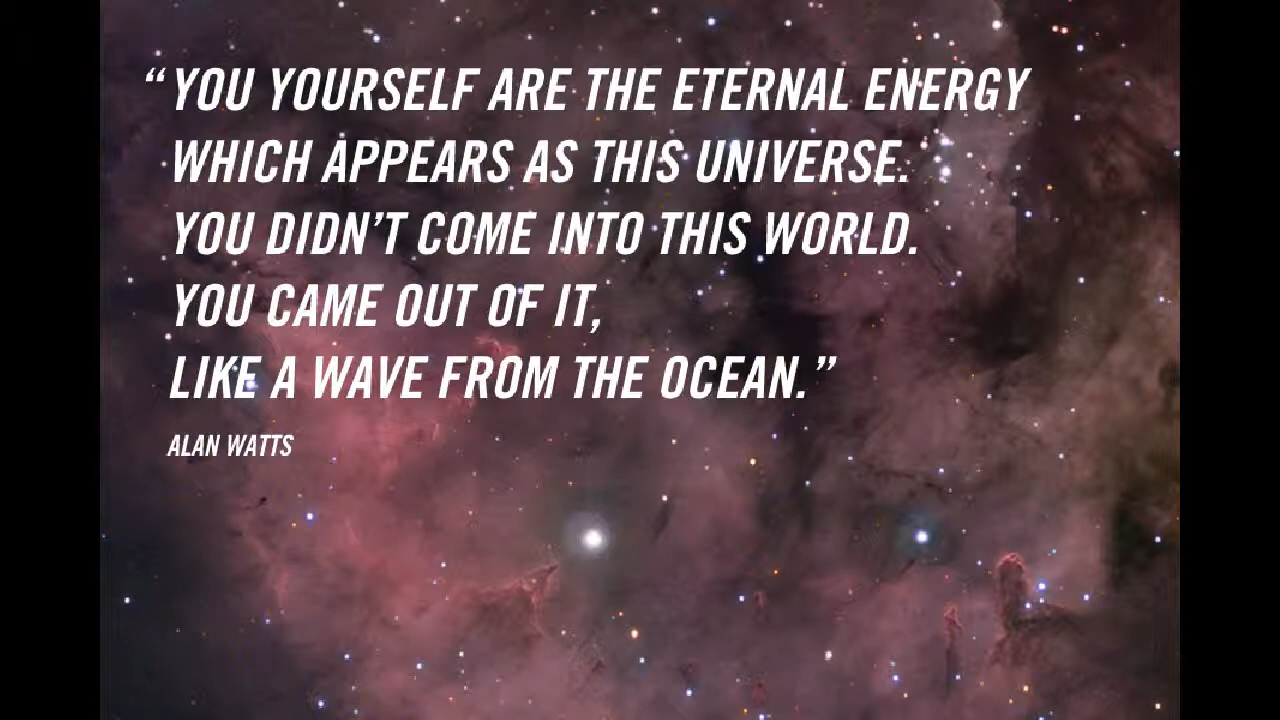 “YOU YOURSELF ARE THE ETERNAL ENERGY
WHICH APPEARS AS THIS UNIVERSE.
YOU DIDN’T COME INTO THIS WORLD.
YOU CAME OUT OF IT,
LIKE A WAVE FROM THE OCEAN.”
ALAN WATTS